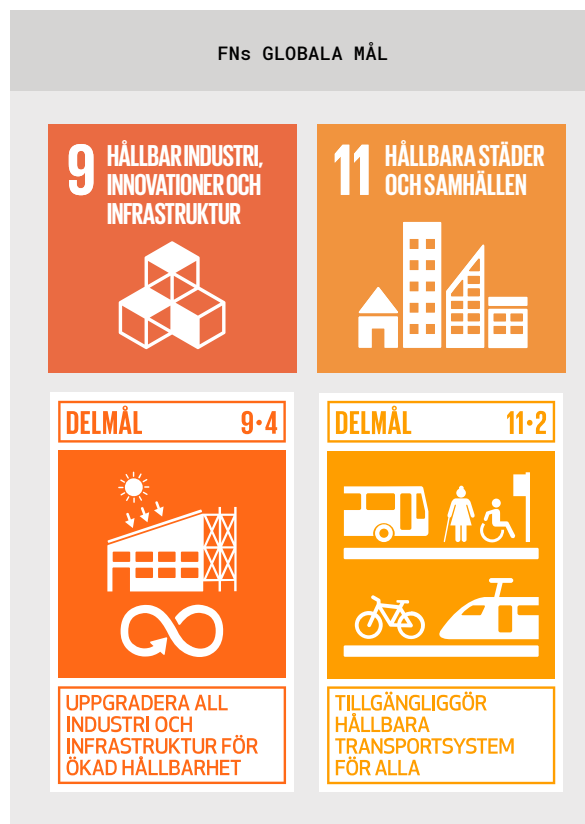 FNs GLOBALA MÅL
9 HÅLLBAR INDUSTRI,
INNOVATIONER OCH
INFRASTRUKTUR
11 HÅLLBARA STÄDER
OCH SAMHÄLLEN
DELMÅL 9·4
UPPGRADERA ALL
INDUSTRI OCH
INFRASTRUKTUR FÖR
ÖKAD HÅLLBARHET
DELMÅL 11·2
TILLGÄNGLIGGÖR
HÅLLBARA
TRANSPORTSYSTEM
FÖR ALLA